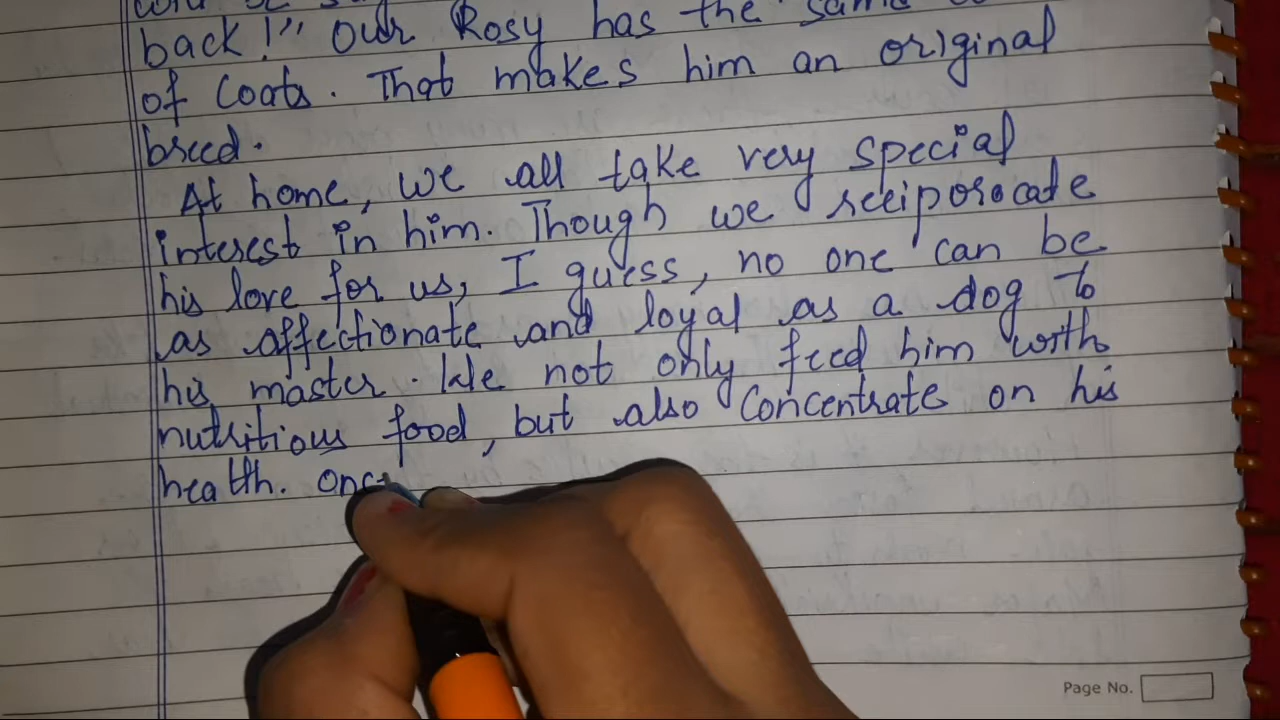 back!" Our Rosy has the same
of Coats. That makes him an original
breed.
At home, we all take very special
interest in him. Though we reciporocate
his love for us, I guess, no one can be
as affectionate and loyal as a dog to
his master. We not only feed him with
nutritious food, but also Concentrate on his
health. Onc
Page No.